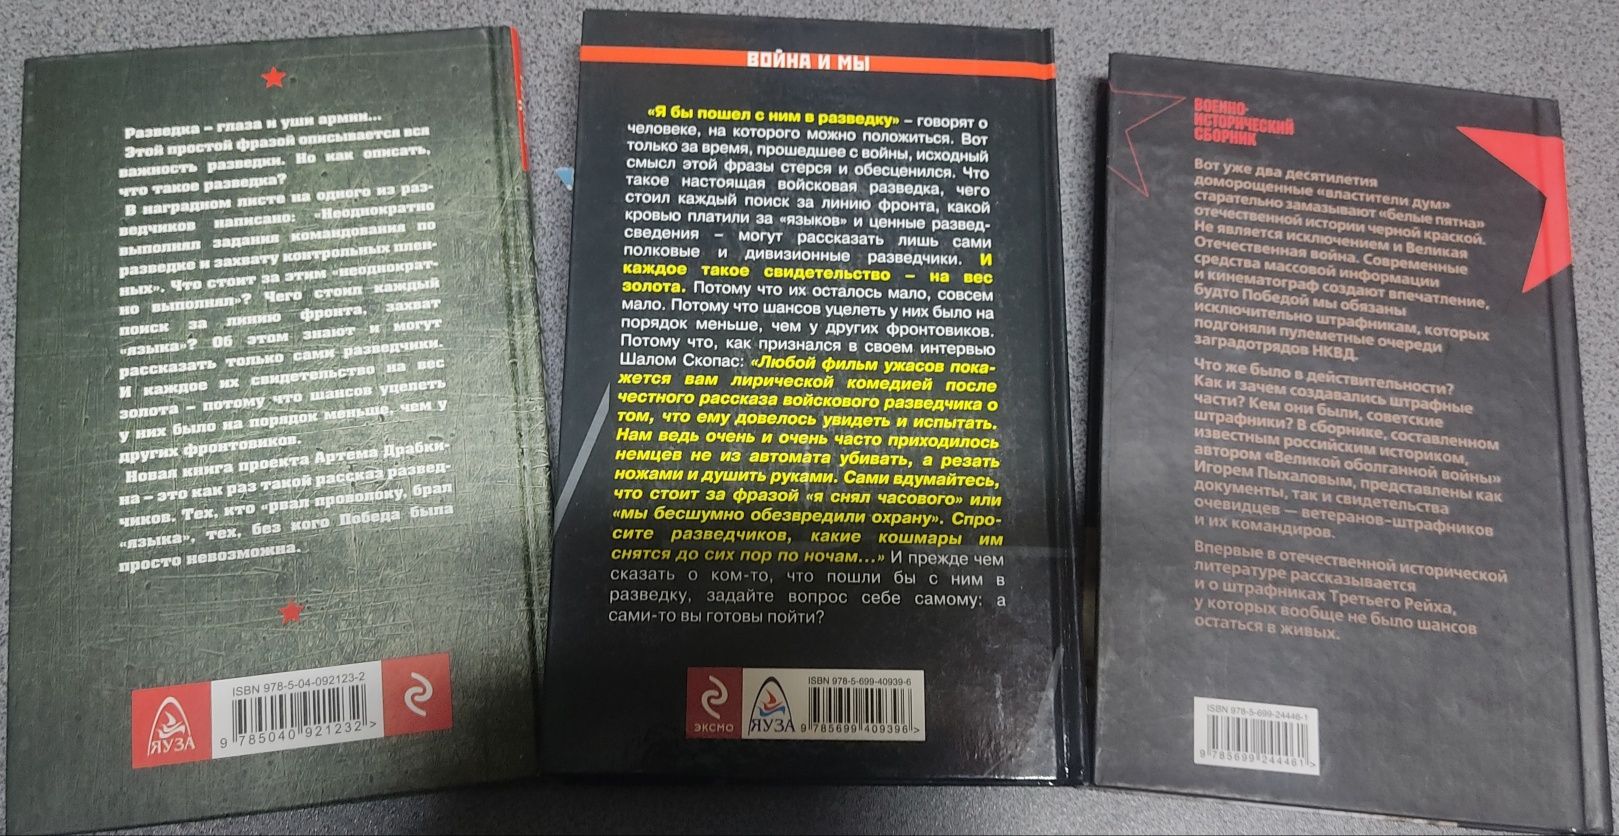 Разведка – глаза и уши армии...
Этой простой фразой описывается вся
важность разведки. Но как описать,
что такое разведка?
В наградном листе на одного из раз-
ведчиков написано: «Неоднократно
выполнял задания командования по
разведке и захвату контрольных плен-
ных». Что стоит за этим «неоднократ-
но выполнял»? Чего стоил каждый
поиск за линию фронта, захват
«языка»? Об этом знают и могут
рассказать только сами разведчики.
И каждое их свидетельство на вес
золота – потому что шансов уцелеть
у них было на порядок меньше, чем у
других фронтовиков.
Новая книга проекта Артема Драбки-
на – это как раз такой рассказ развед-
чиков. Тех, кто «рвал проволоку, брал
«языка», тех, без кого Победа была
просто невозможна.
ЯУЗА
ISBN 978-5-04-092123-2
9 785040 921232 >
ВОЙНА И МЫ
«Я бы пошел с ним в разведку» – говорят о
человеке, на которого можно положиться. Вот
только за время, прошедшее с войны, исходный
смысл этой фразы стерся и обесценился. Что
такое настоящая войсковая разведка, чего
стоил каждый поиск за линию фронта, какой
кровью платили за «языков» и ценные развед-
сведения – могут рассказать лишь сами
полковые и дивизионные разведчики. И
каждое такое свидетельство – на вес
золота. Потому что их осталось мало, совсем
мало. Потому что шансов уцелеть у них было на
порядок меньше, чем у других фронтовиков.
Потому что, как признался в своем интервью
Шалом Скопас: «Любой фильм ужасов пока-
жется вам лирической комедией после
честного рассказа войскового разведчика о
том, что ему довелось увидеть и испытать.
Нам ведь очень и очень часто приходилось
немцев не из автомата убивать, а резать
ножами и душить руками. Сами вдумайтесь,
что стоит за фразой «я снял часового» или
«мы бесшумно обезвредили охрану». Спро-
сите разведчиков, какие кошмары им
снятся до сих пор по ночам...» И прежде чем
сказать о ком-то, что пошли бы с ним в
разведку, задайте вопрос себе самому: а
сами-то вы готовы пойти?
ЭКСМО
ЯУЗА
ISBN 978-5-699-40939-6
9 785699 409396 >
ВОЕННО-
ИСТОРИЧЕСКИЙ
СБОРНИК
Вот уже два десятилетия
доморощенные «властители дум»
старательно замазывают «белые пятна»
отечественной истории черной краской.
Не является исключением и Великая
Отечественная война. Современные
средства массовой информации
и кинематограф создают впечатление,
будто Победой мы обязаны
исключительно штрафникам, которых
подгоняли пулеметные очереди
заградотрядов НКВД.
Что же было в действительности?
Как и зачем создавались штрафные
части? Кем они были, советские
штрафники? В сборнике, составленном
известным российским историком,
автором «Великой оболганной войны»
Игорем Пыхаловым, представлены как
документы, так и свидетельства
очевидцев — ветеранов-штрафников
и их командиров.
Впервые в отечественной исторической
литературе рассказывается
и о штрафниках Третьего Рейха,
у которых вообще не было шансов
остаться в живых.
ISBN 978-5-699-24446-1
9 785699 244461 >